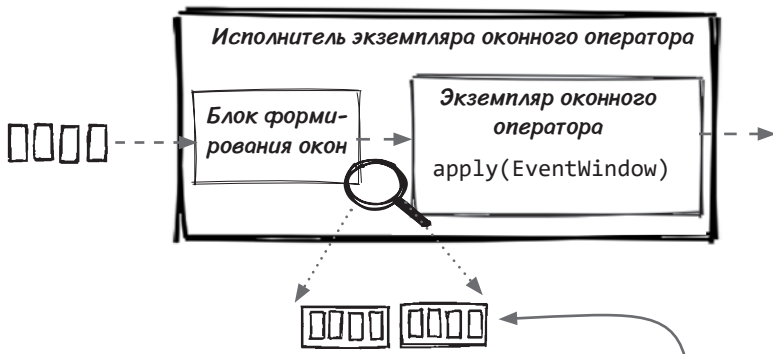 Исполнитель экземпляра оконного оператора
Блок форми-
рования окон
Экземпляр оконного
оператора
apply(EventWindow)